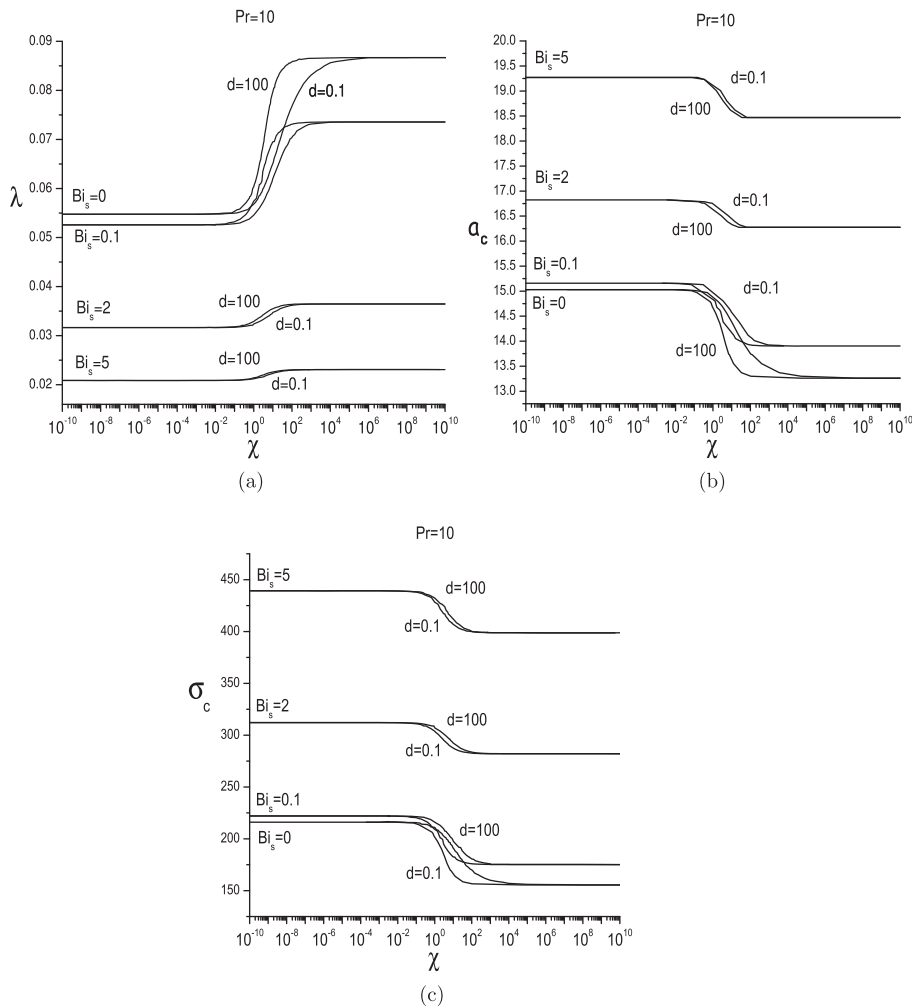 Pr=10
0.09
0.08
0.07
0.06
0.05
0.04
0.03
0.02
λ
d=100
d=0.1
Bi_s=0
Bi_s=0.1
Bi_s=2
d=100
d=0.1
Bi_s=5
d=100
d=0.1
10^-10 10^-8 10^-6 10^-4 10^-2 10^0 10^2 10^4 10^6 10^8 10^10
χ
(a)
Pr=10
20.0
19.5
19.0
18.5
18.0
17.5
17.0
16.5
16.0
15.5
15.0
14.5
14.0
13.5
13.0
a_c
Bi_s=5
d=0.1
d=100
Bi_s=2
d=0.1
d=100
Bi_s=0.1
d=0.1
Bi_s=0
d=100
10^-10 10^-8 10^-6 10^-4 10^-2 10^0 10^2 10^4 10^6 10^8 10^10
χ
(b)
Pr=10
450
400
350
300
250
200
150
σ_c
Bi_s=5
d=100
d=0.1
Bi_s=2
d=100
d=0.1
Bi_s=0.1
d=100
Bi_s=0
d=0.1
10^-10 10^-8 10^-6 10^-4 10^-2 10^0 10^2 10^4 10^6 10^8 10^10
χ
(c)